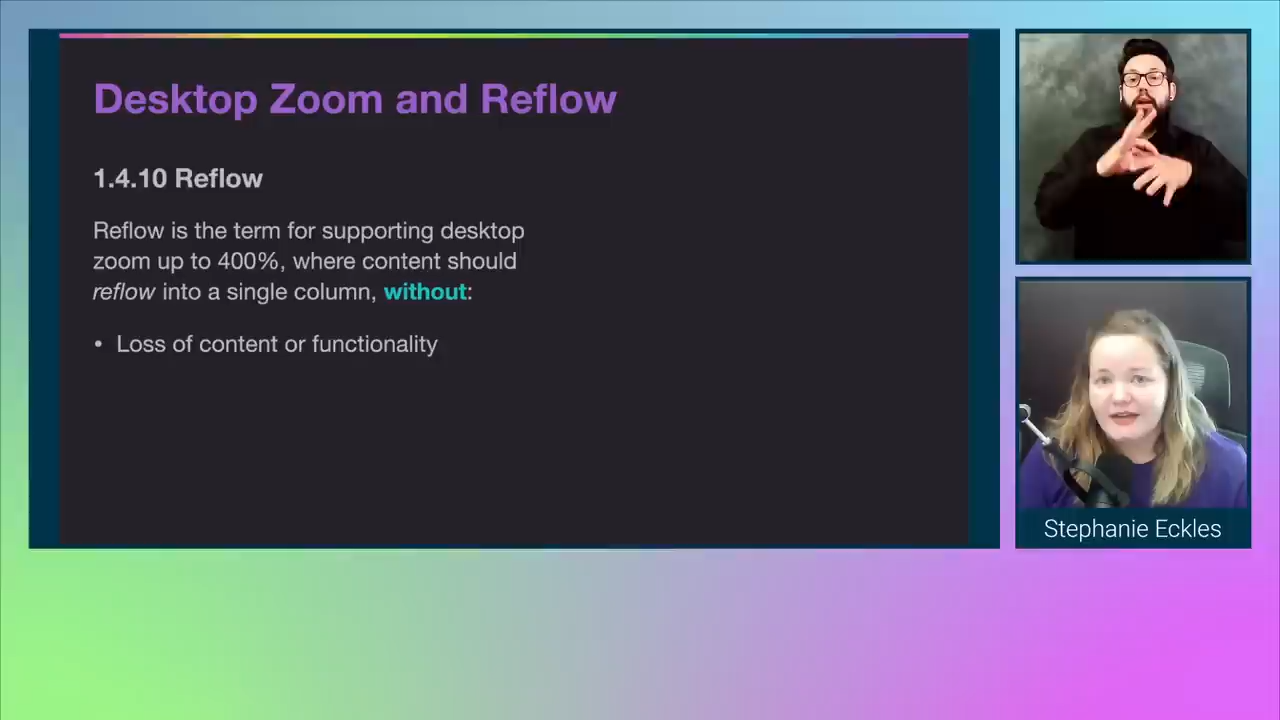 Desktop Zoom and Reflow
1.4.10 Reflow
Reflow is the term for supporting desktop
zoom up to 400%, where content should
reflow into a single column, without:
• Loss of content or functionality
Stephanie Eckles